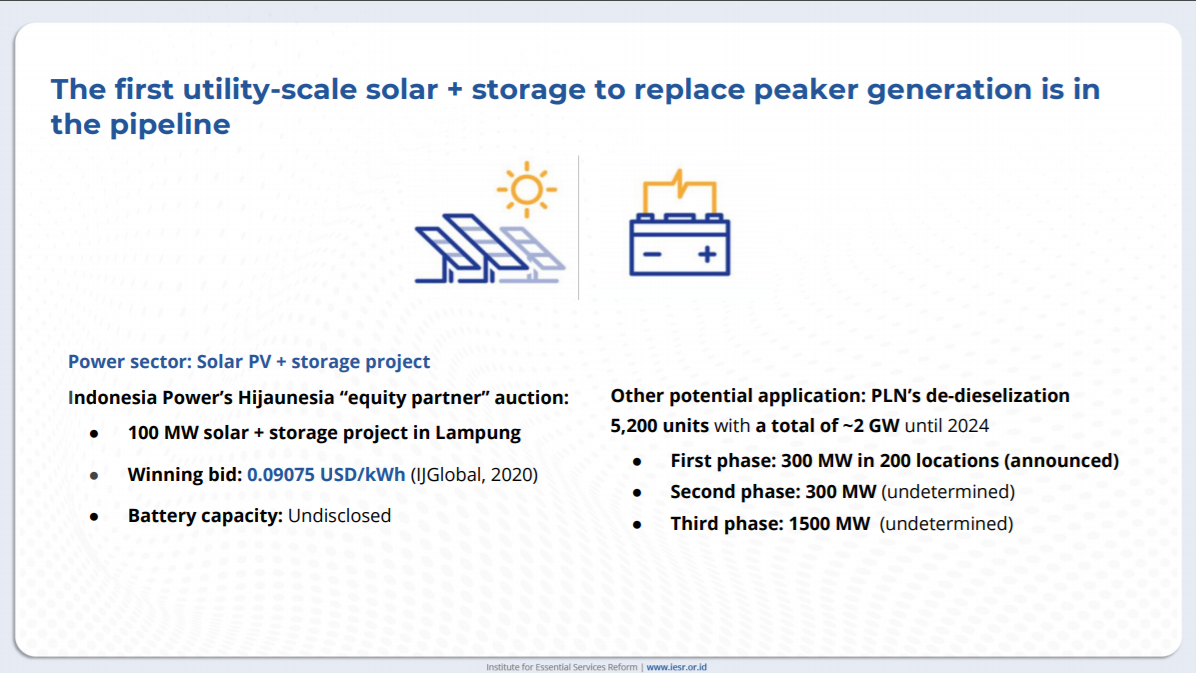 The first utility-scale solar + storage to replace peaker generation is in
the pipeline
Power sector: Solar PV + storage project
Indonesia Power's Hijaunesia “equity partner” auction:
● 100 MW solar + storage project in Lampung
● Winning bid: 0.09075 USD/kWh (IJGlobal, 2020)
● Battery capacity: Undisclosed
Other potential application: PLN's de-dieselization
5,200 units with a total of ~2 GW until 2024
● First phase: 300 MW in 200 locations (announced)
● Second phase: 300 MW (undetermined)
● Third phase: 1500 MW (undetermined)
Institute for Essential Services Reform | www.iesr.or.id